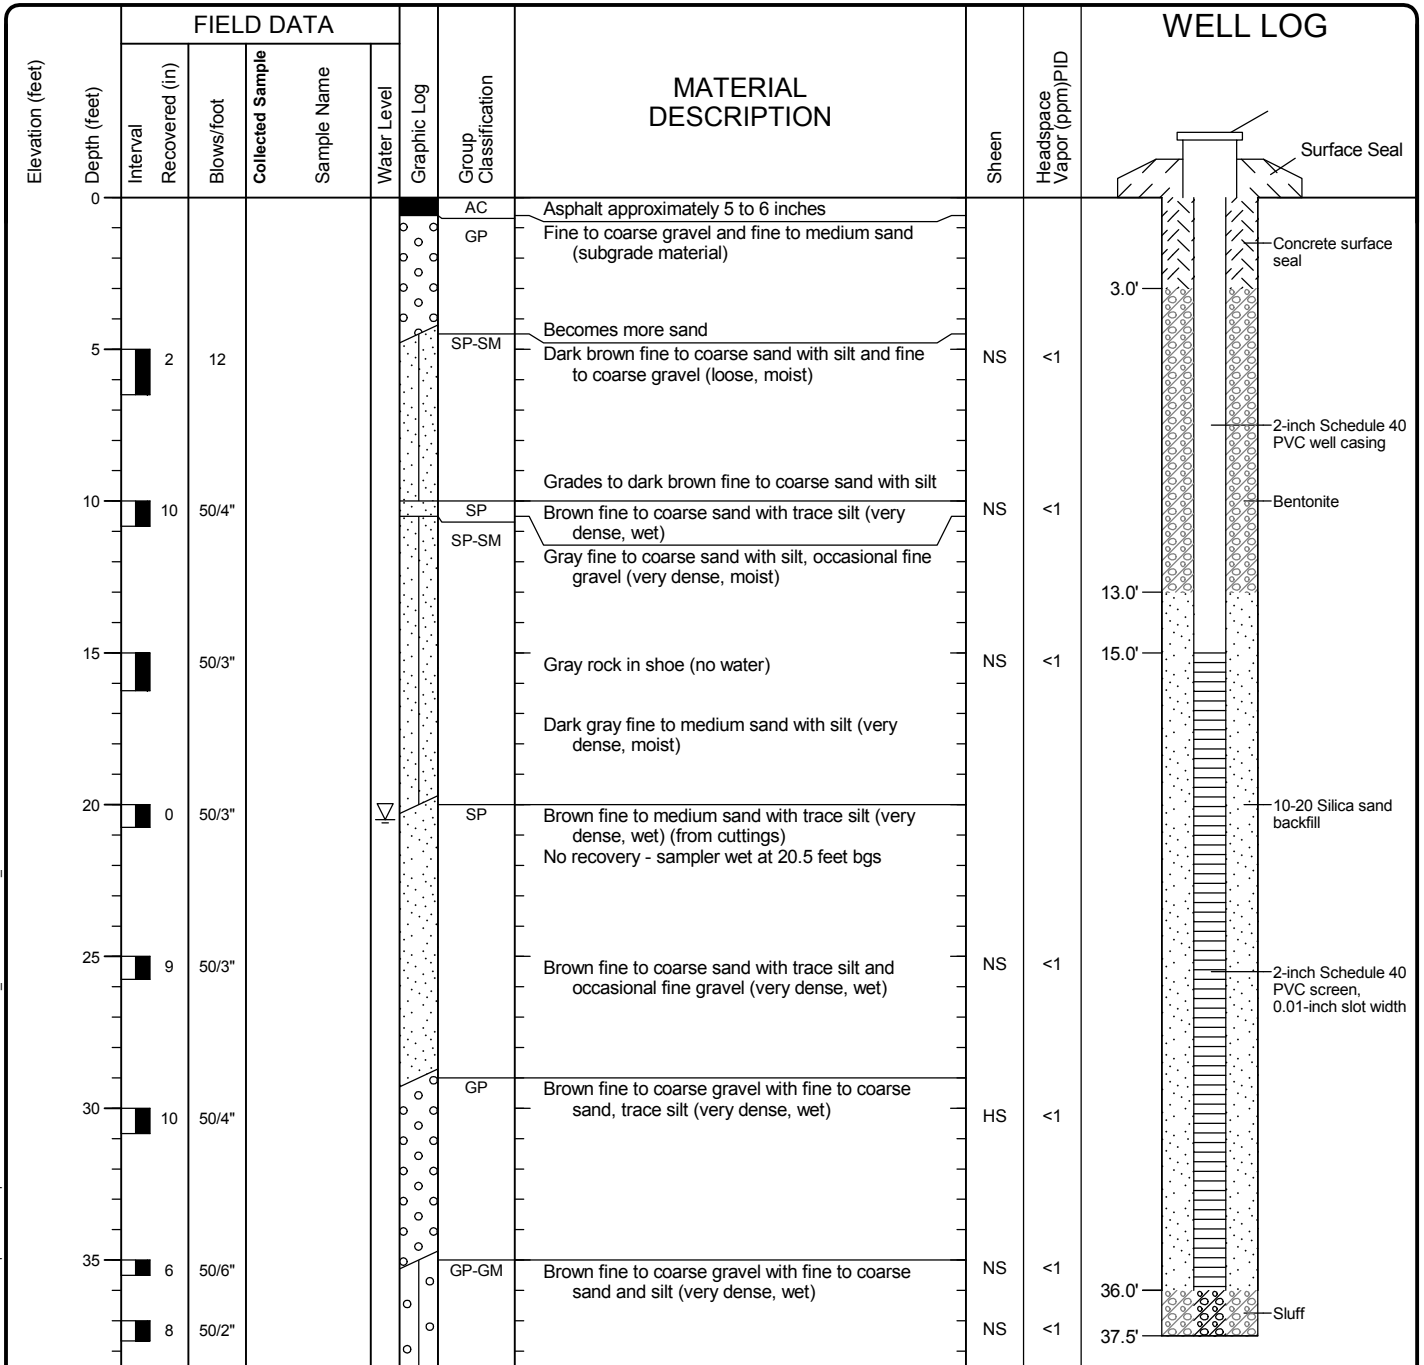 FIELD DATA
WELL LOG
Elevation (feet)
Depth (feet)
Interval
Recovered (in)
Blows/foot
Collected Sample
Sample Name
Water Level
Graphic Log
Group
Classification
MATERIAL
DESCRIPTION
Sheen
Headspace
Vapor (ppm)PID
Surface Seal
0
AC
Asphalt approximately 5 to 6 inches
GP
Fine to coarse gravel and fine to medium sand
(subgrade material)
Concrete surface
seal
3.0'
Becomes more sand
5
2
12
SP-SM
Dark brown fine to coarse sand with silt and fine
to coarse gravel (loose, moist)
NS
<1
2-inch Schedule 40
PVC well casing
Grades to dark brown fine to coarse sand with silt
10
10
50/4"
SP
Brown fine to coarse sand with trace silt (very
dense, wet)
NS
<1
Bentonite
SP-SM
Gray fine to coarse sand with silt, occasional fine
gravel (very dense, moist)
13.0'
15
50/3"
Gray rock in shoe (no water)
NS
<1
15.0'
Dark gray fine to medium sand with silt (very
dense, moist)
20
0
50/3"
SP
Brown fine to medium sand with trace silt (very
dense, wet) (from cuttings)
No recovery - sampler wet at 20.5 feet bgs
10-20 Silica sand
backfill
25
9
50/3"
Brown fine to coarse sand with trace silt and
occasional fine gravel (very dense, wet)
NS
<1
2-inch Schedule 40
PVC screen,
0.01-inch slot width
30
10
50/4"
GP
Brown fine to coarse gravel with fine to coarse
sand, trace silt (very dense, wet)
HS
<1
35
6
50/6"
GP-GM
Brown fine to coarse gravel with fine to coarse
sand and silt (very dense, wet)
NS
<1
36.0'
Sluff
8
50/2"
NS
<1
37.5'